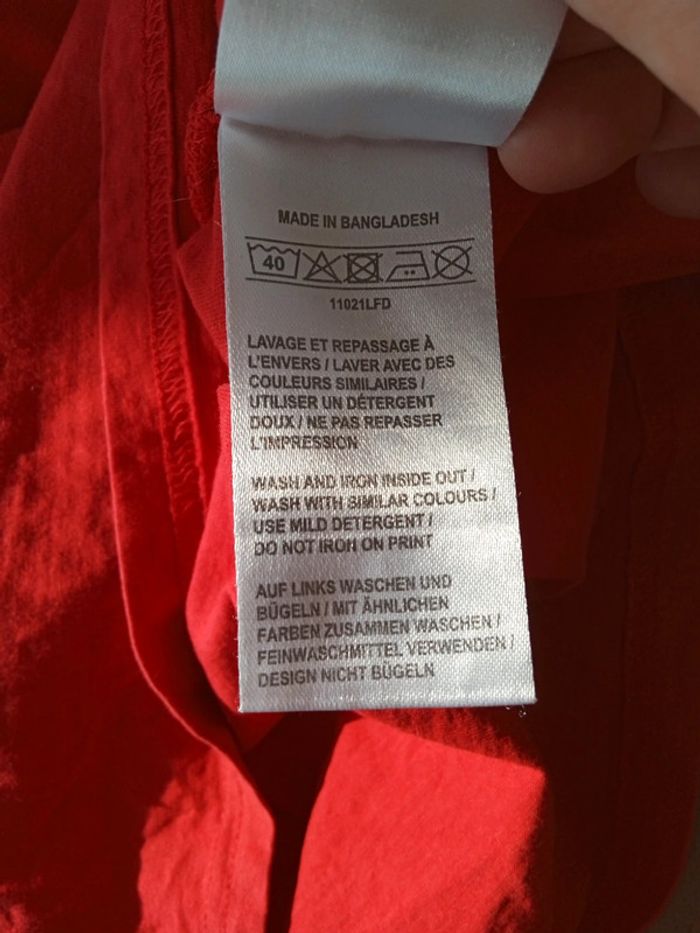 MADE IN BANGLADESH
40
11021LFD
LAVAGE ET REPASSAGE À
L'ENVERS / LAVER AVEC DES
COULEURS SIMILAIRES /
UTILISER UN DÉTERGENT
DOUX / NE PAS REPASSER
L'IMPRESSION
WASH AND IRON INSIDE OUT /
WASH WITH SIMILAR COLOURS /
USE MILD DETERGENT /
DO NOT IRON ON PRINT
AUF LINKS WASCHEN UND
BÜGELN / MIT ÄHNLICHEN
FARBEN ZUSAMMEN WASCHEN /
FEINWASCHMITTEL VERWENDEN /
DESIGN NICHT BÜGELN